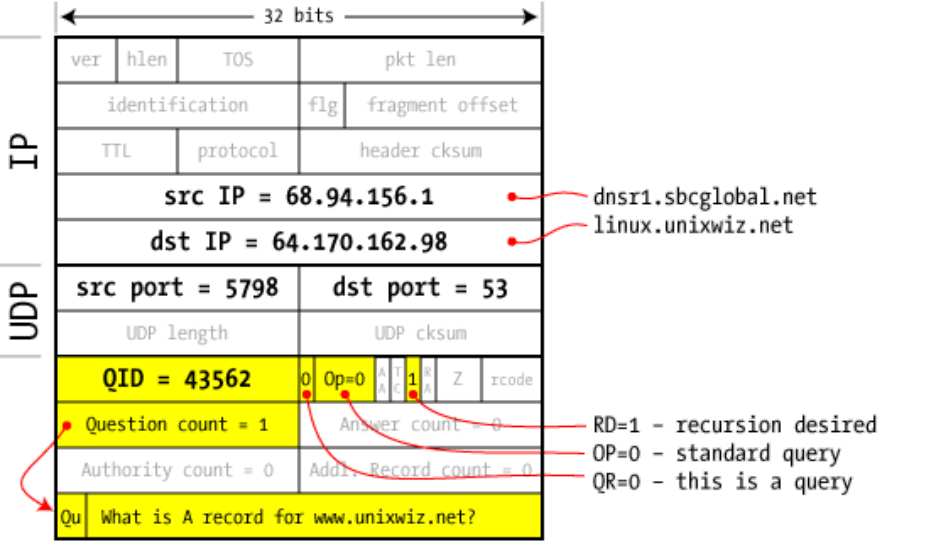 32 bits
IP
ver hlen TOS pkt len
identification flg fragment offset
TTL protocol header cksum
src IP = 68.94.156.1 dnsr1.sbcglobal.net
dst IP = 64.170.162.98 linux.unixwiz.net
UDP
src port = 5798 dst port = 53
UDP length UDP cksum
QID = 43562 0 Op=0 AA TC 1 RA Z rcode
Question count = 1 Answer count = 0 RD=1 – recursion desired
OP=0 – standard query
Authority count = 0 Addl. Record count = 0 QR=0 – this is a query
Qu What is A record for www.unixwiz.net?